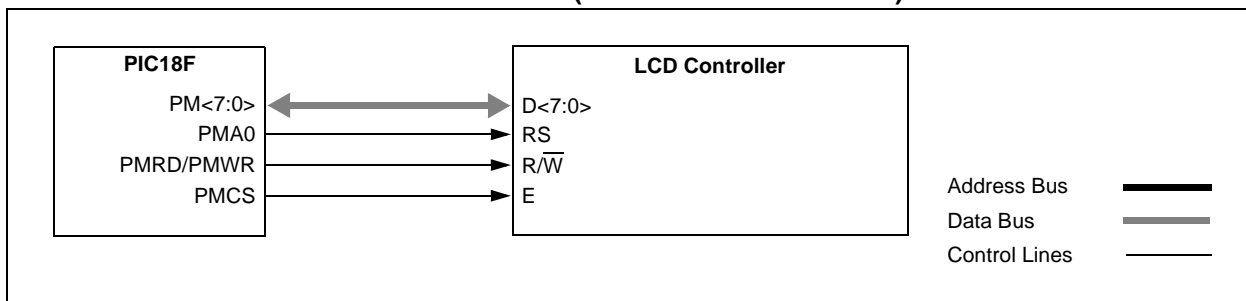 PIC18F
LCD Controller
PM<7:0>
D<7:0>
PMA0
RS
PMRD/PMWR
R/W̅
PMCS
E
Address Bus
Data Bus
Control Lines